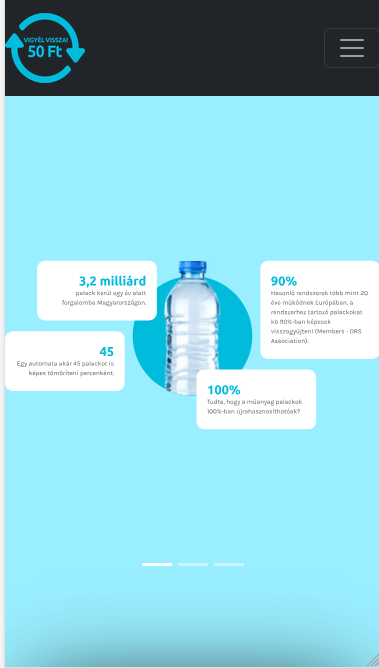 VIGYÉL VISSZA!
50 Ft
3,2 milliárd
palack kerül egy év alatt
forgalomba Magyarországon.
45
Egy automata akár 45 palackot is
képes tömöríteni percenként.
90%
Hasonló rendszerek több mint 20
éve működnek Európában, a
rendszerhez tartozó palackokat
kb 90%-ban képesek
visszagyűjteni (Members - DRS
Association).
100%
Tudta, hogy a műanyag palackok
100%-ban újrahasznosíthatóak?